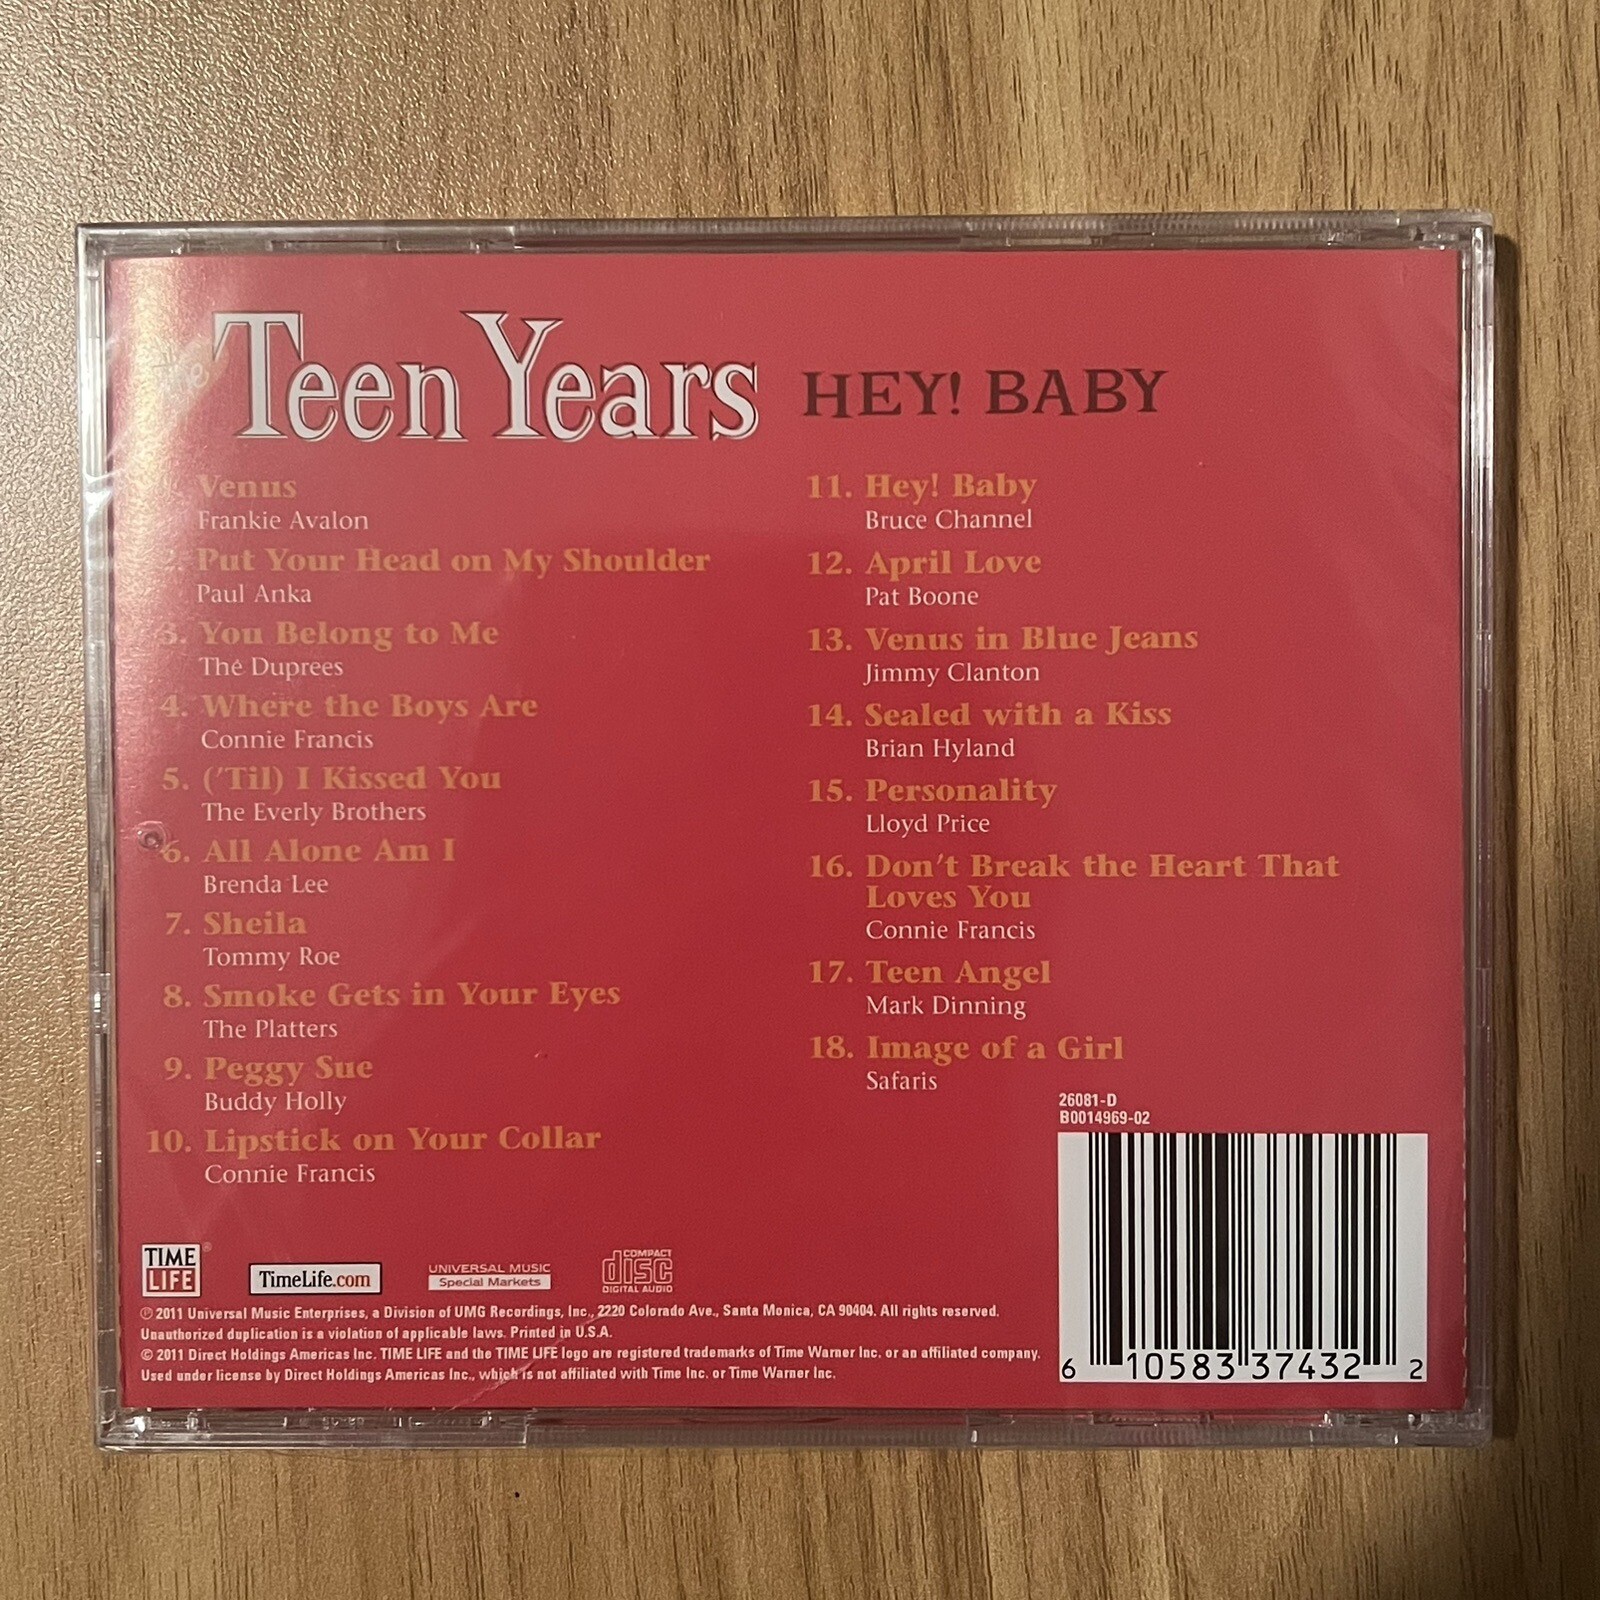 The Teen Years HEY! BABY
Venus
Frankie Avalon
2. Put Your Head on My Shoulder
Paul Anka
3. You Belong to Me
The Duprees
4. Where the Boys Are
Connie Francis
5. ('Til) I Kissed You
The Everly Brothers
6. All Alone Am I
Brenda Lee
7. Sheila
Tommy Roe
8. Smoke Gets in Your Eyes
The Platters
9. Peggy Sue
Buddy Holly
10. Lipstick on Your Collar
Connie Francis
11. Hey! Baby
Bruce Channel
12. April Love
Pat Boone
13. Venus in Blue Jeans
Jimmy Clanton
14. Sealed with a Kiss
Brian Hyland
15. Personality
Lloyd Price
16. Don't Break the Heart That
Loves You
Connie Francis
17. Teen Angel
Mark Dinning
18. Image of a Girl
Safaris
26081-D
B0014969-02
6 10583 37432 2
TIME
LIFE
®
TimeLife.com
UNIVERSAL MUSIC
Special Markets
COMPACT
disc
DIGITAL AUDIO
℗ 2011 Universal Music Enterprises, a Division of UMG Recordings, Inc., 2220 Colorado Ave., Santa Monica, CA 90404. All rights reserved.
Unauthorized duplication is a violation of applicable laws. Printed in U.S.A.
© 2011 Direct Holdings Americas Inc. TIME LIFE and the TIME LIFE logo are registered trademarks of Time Warner Inc. or an affiliated company.
Used under license by Direct Holdings Americas Inc., which is not affiliated with Time Inc. or Time Warner Inc.